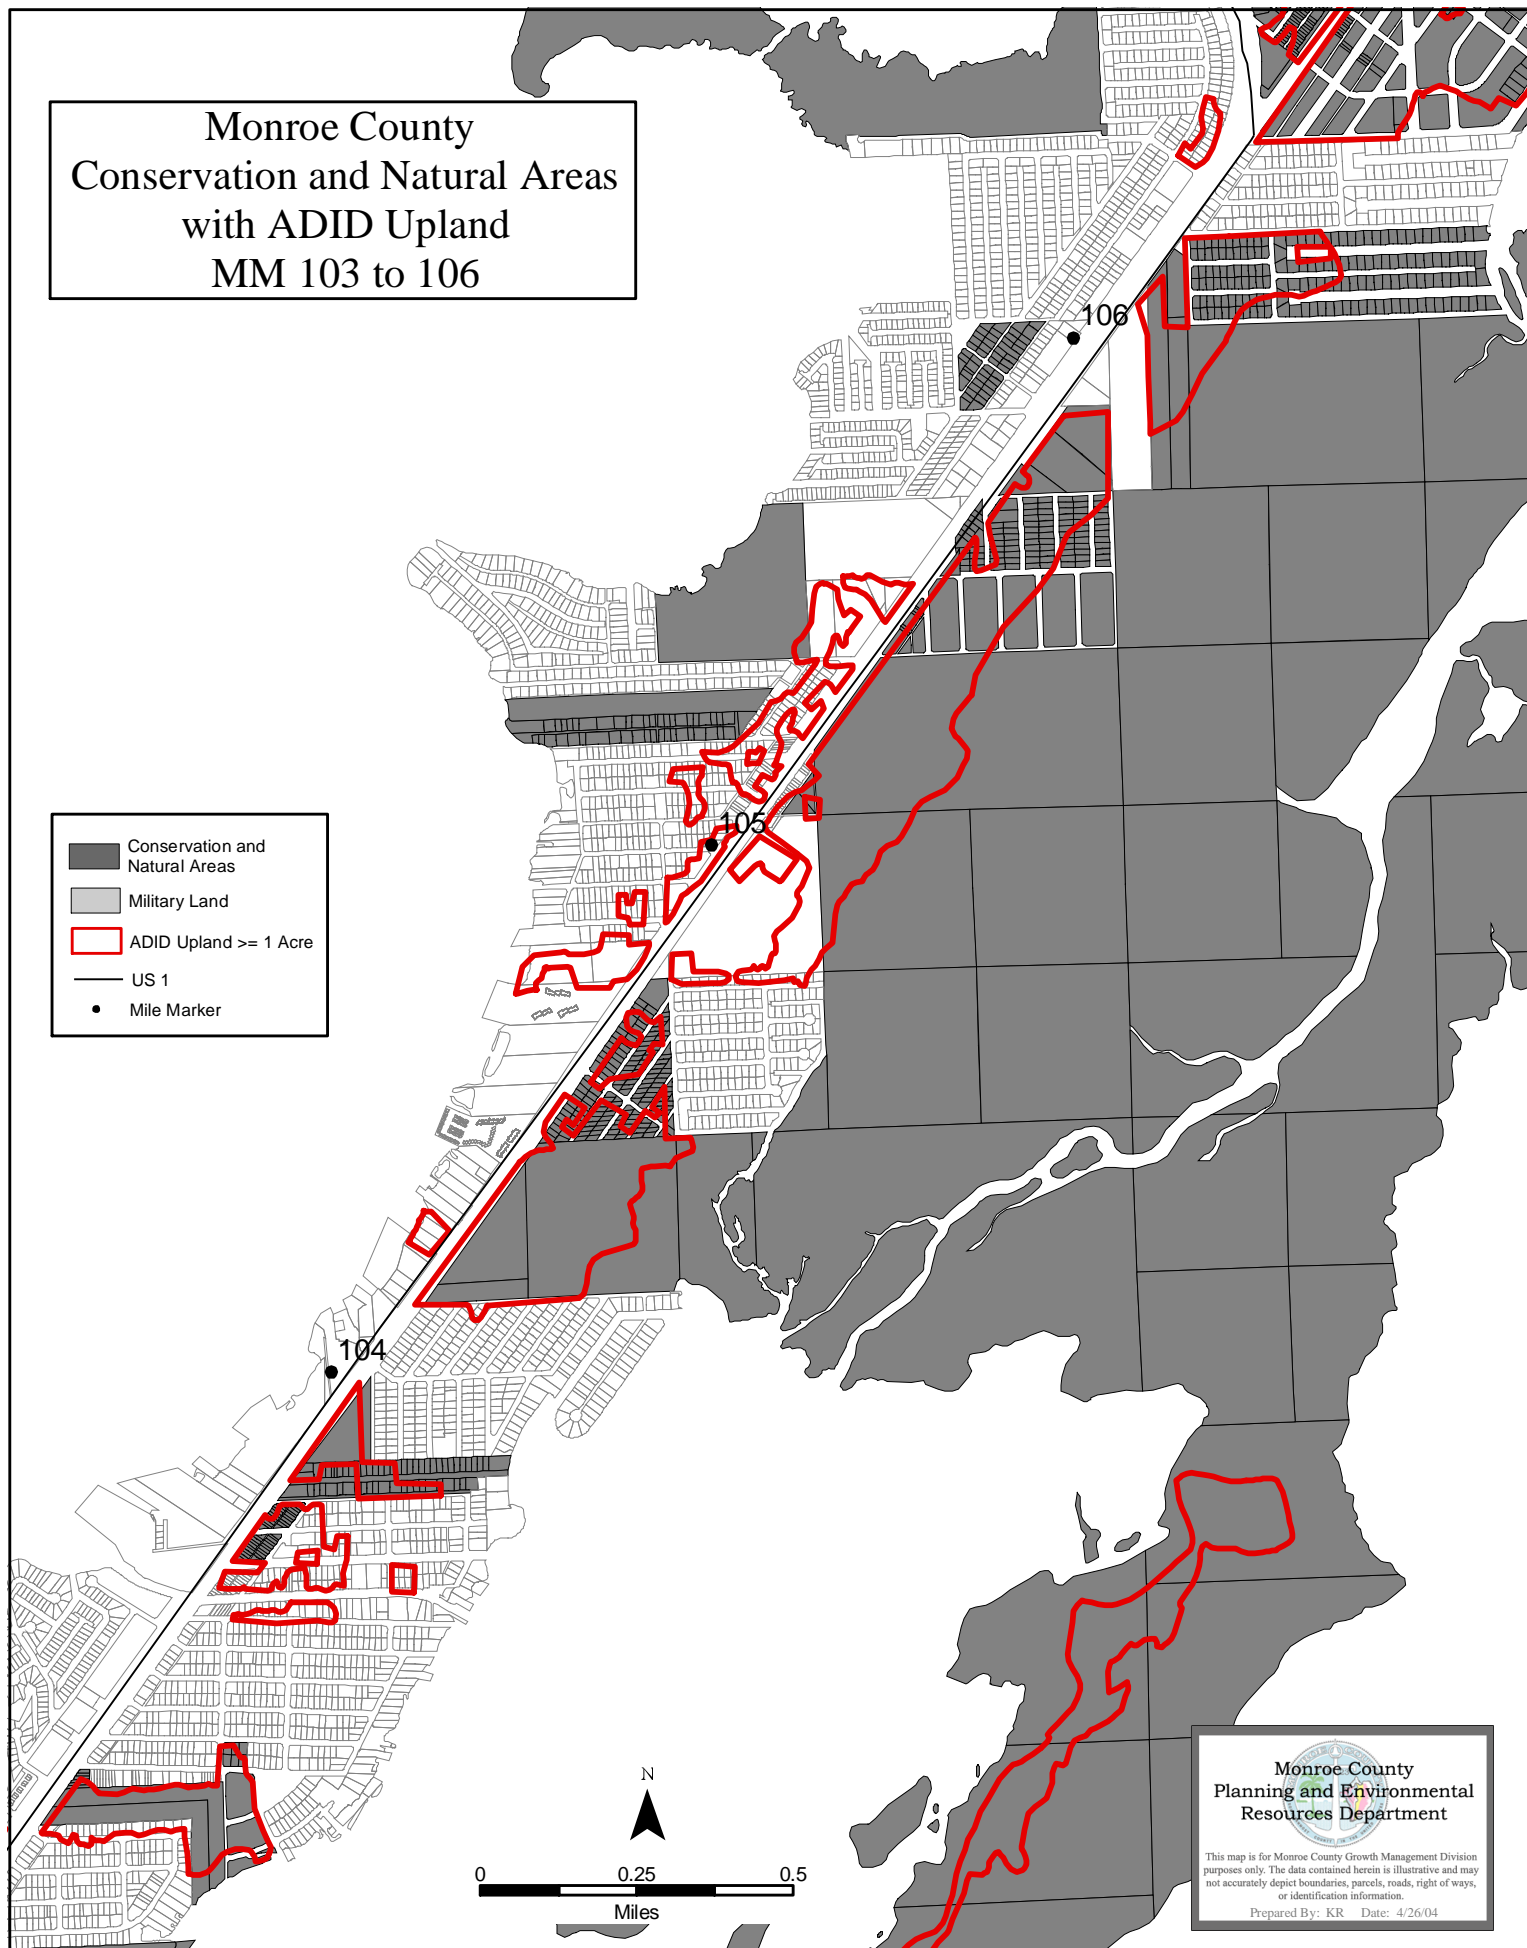 Monroe County
Conservation and Natural Areas
with ADID Upland
MM 103 to 106
106
105
Conservation and
Natural Areas
Military Land
ADID Upland >= 1 Acre
US 1
Mile Marker
104
N
0 0.25 0.5
Miles
Monroe County
Planning and Environmental
Resources Department
This map is for Monroe County Growth Management Division
purposes only. The data contained herein is illustrative and may
not accurately depict boundaries, parcels, roads, right of ways,
or identification information.
Prepared By: KR Date: 4/26/04